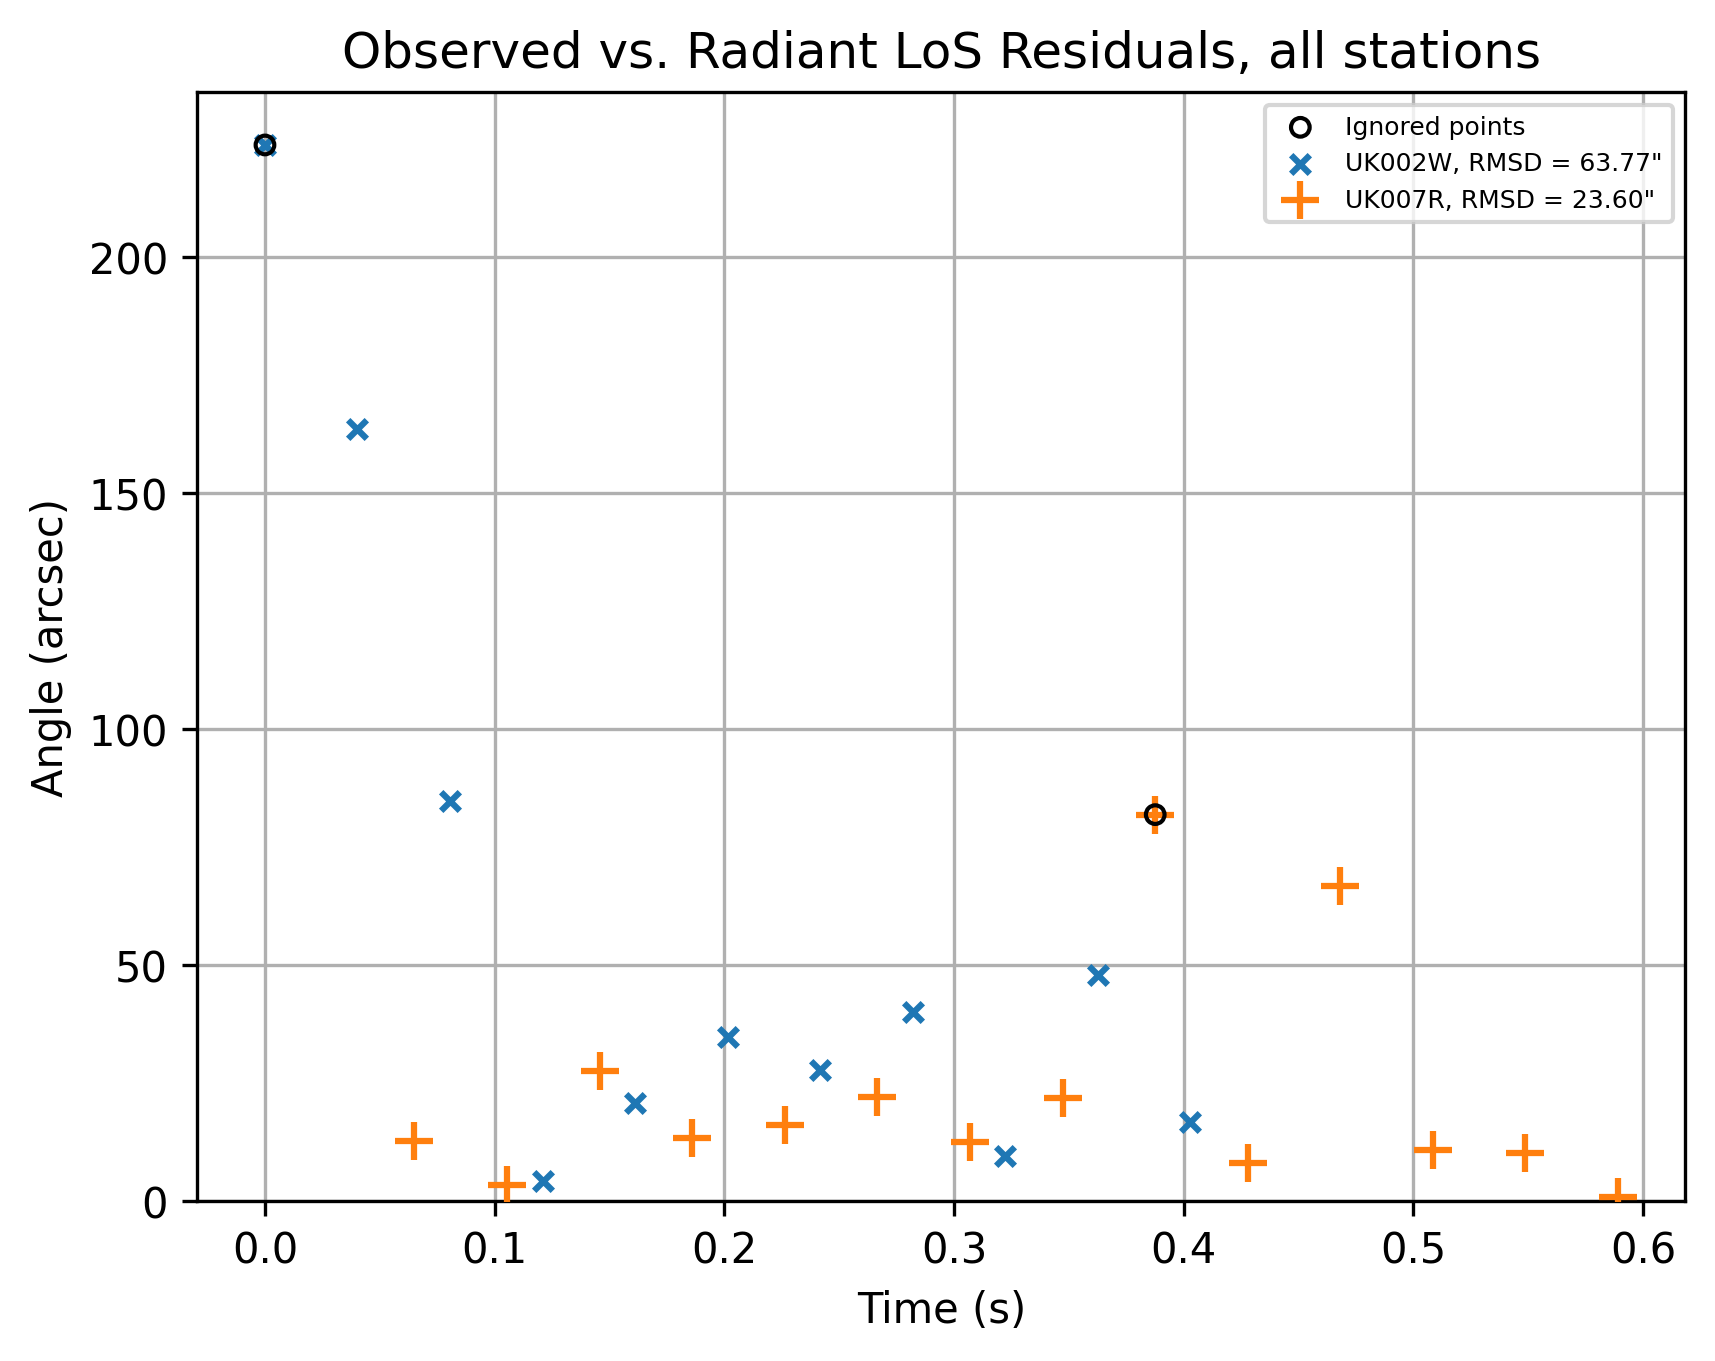 Observed vs. Radiant LoS Residuals, all stations
Ignored points
UK002W, RMSD = 63.77"
UK007R, RMSD = 23.60"
Angle (arcsec)
200
150
100
50
0
0.0 0.1 0.2 0.3 0.4 0.5 0.6
Time (s)